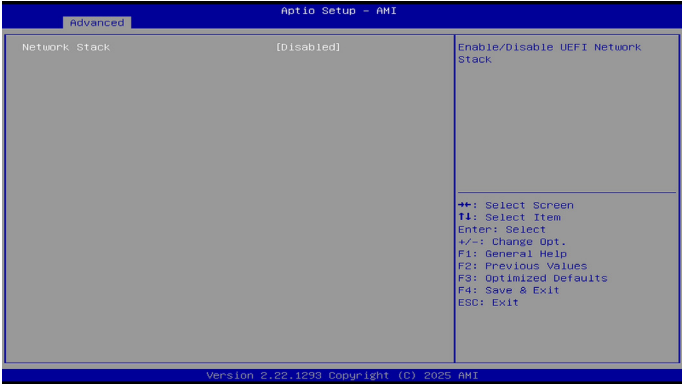 Aptio Setup - AMI
Advanced
Network Stack [Disabled]
Enable/Disable UEFI Network
Stack
→←: Select Screen
↑↓: Select Item
Enter: Select
+/-: Change Opt.
F1: General Help
F2: Previous Values
F3: Optimized Defaults
F4: Save & Exit
ESC: Exit
Version 2.22.1293 Copyright (C) 2025 AMI